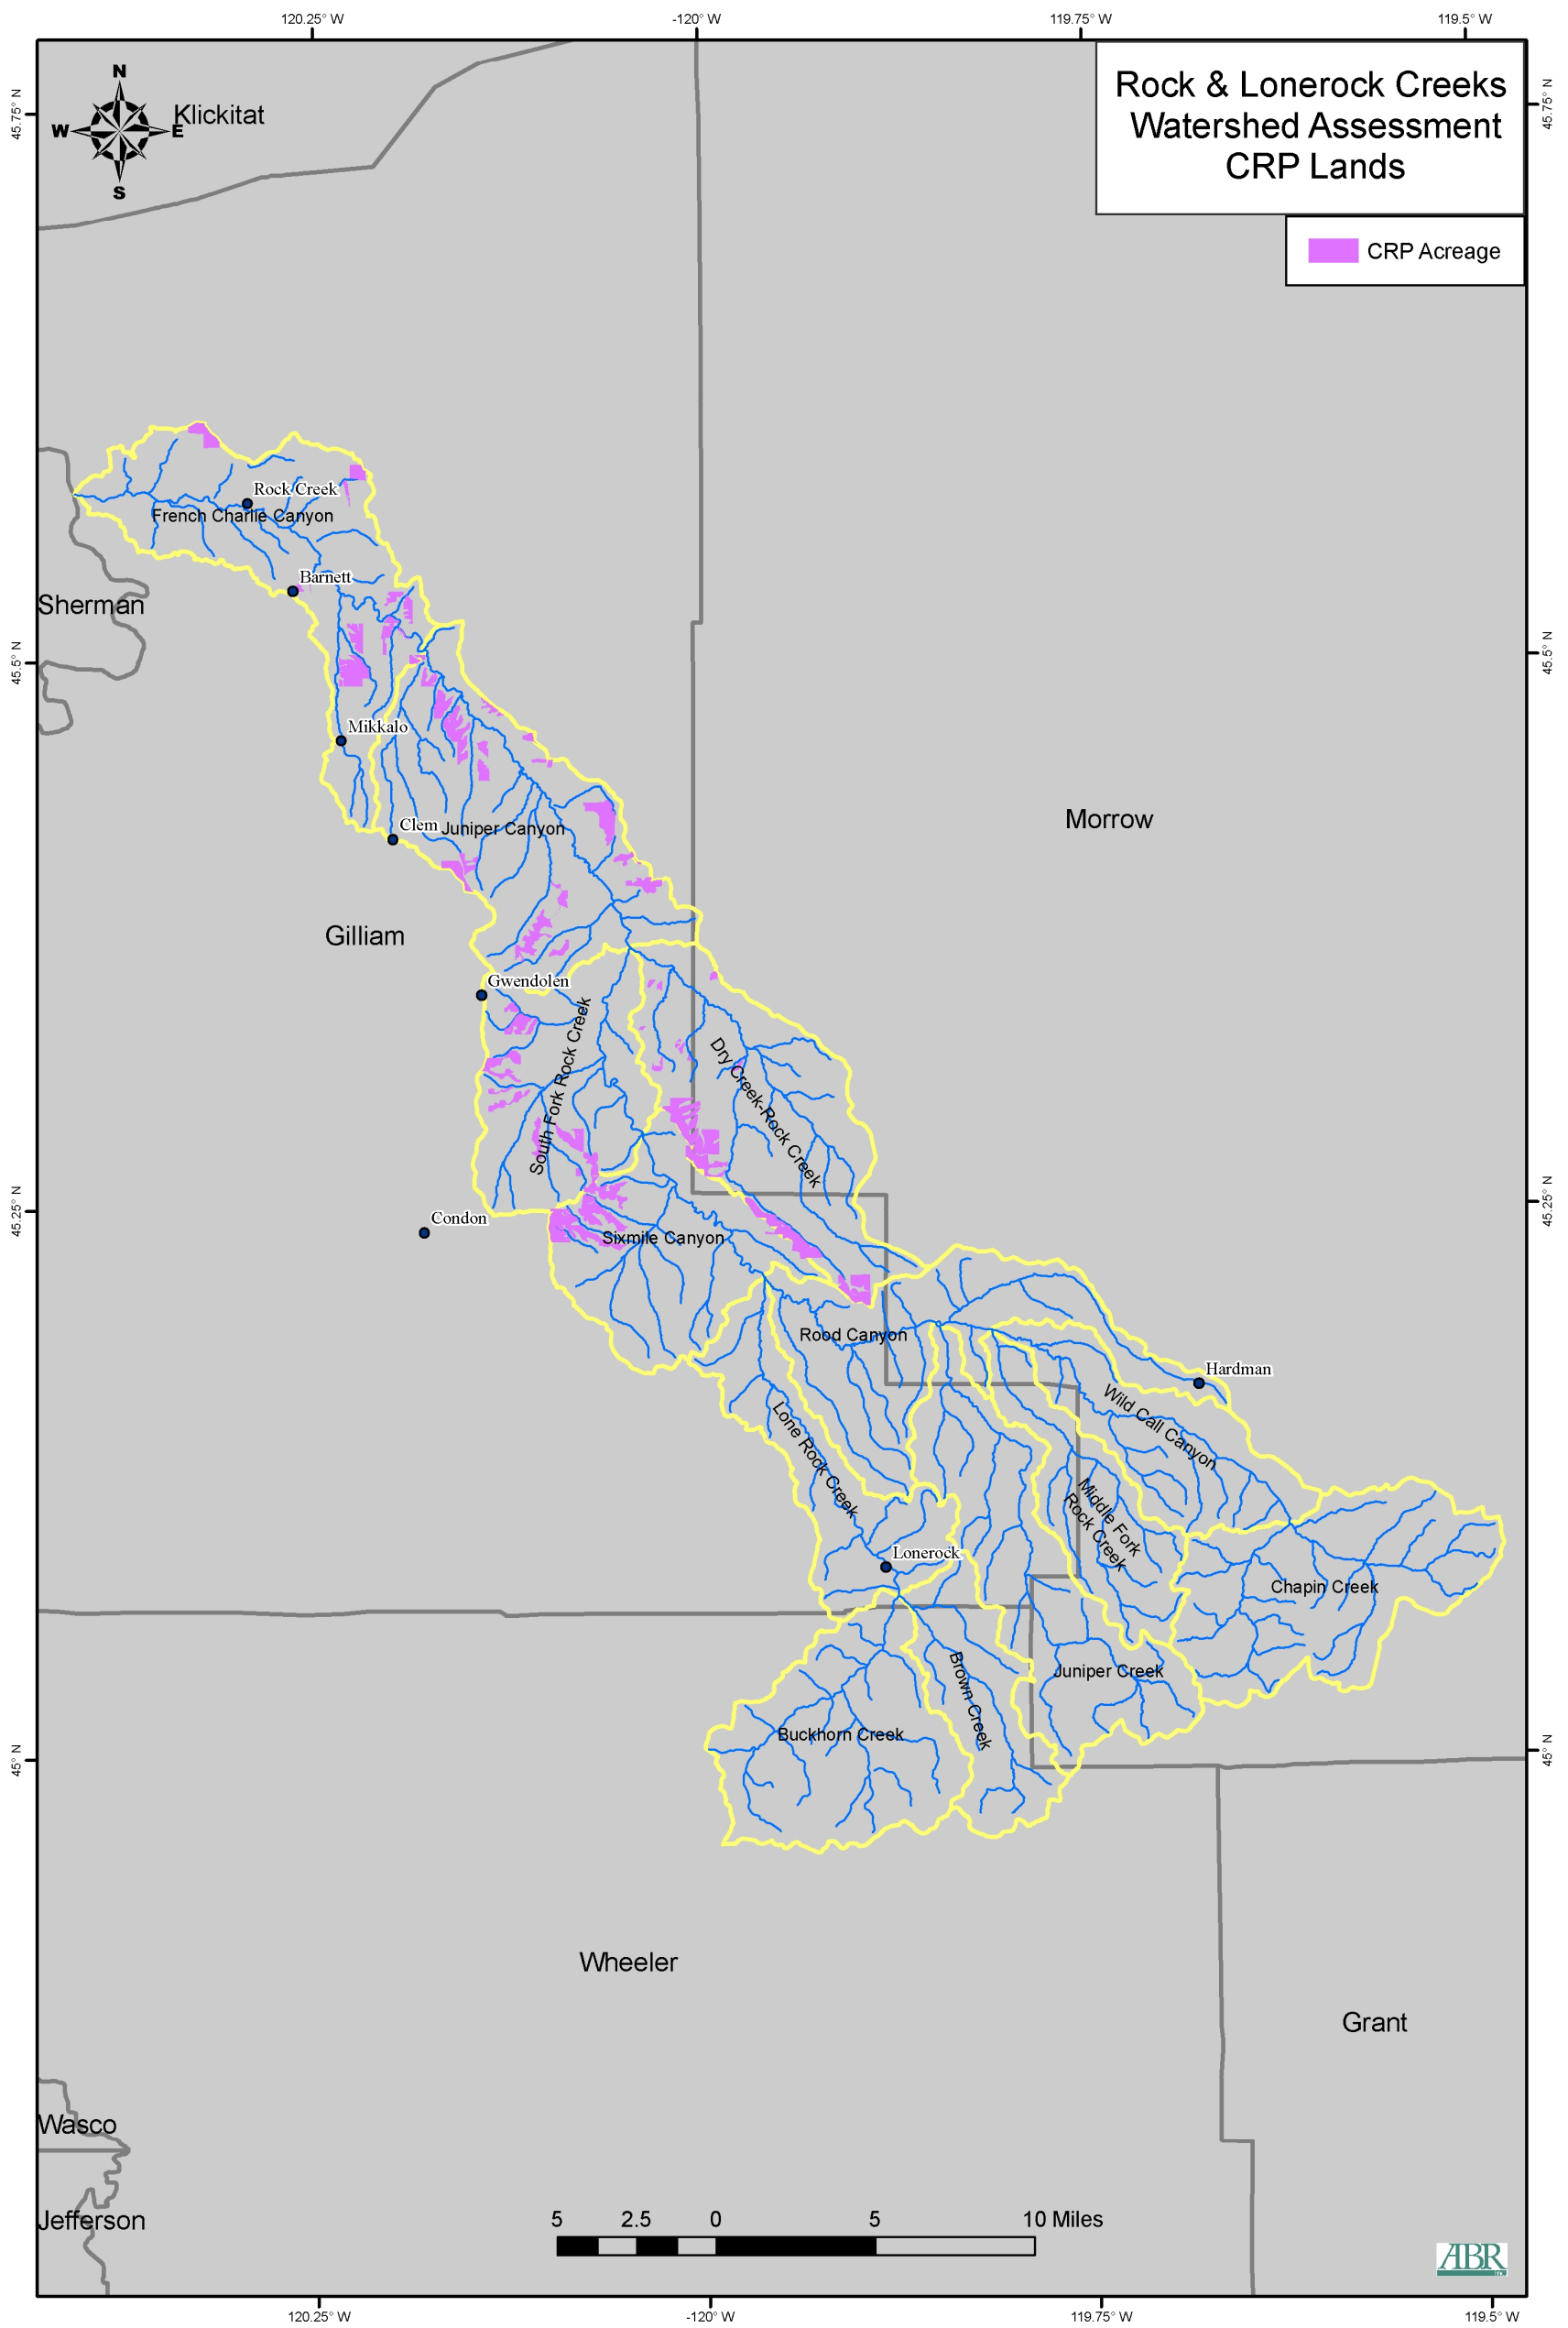 120.25° W
-120° W
119.75° W
119.5° W
Rock & Lonerock Creeks
Watershed Assessment
CRP Lands
CRP Acreage
N
W
E
S
Klickitat
45.75° N
45.75° N
Rock Creek
French Charlie Canyon
Barnett
Sherman
45.5° N
45.5° N
Mikkalo
Clem
Juniper Canyon
Morrow
Gilliam
Gwendolen
South Fork Rock Creek
Dry Creek-Rock Creek
45.25° N
45.25° N
Condon
Sixmile Canyon
Rood Canyon
Hardman
Wild Call Canyon
Lone Rock Creek
Middle Fork
Rock Creek
Lonerock
Chapin Creek
Juniper Creek
Brown Creek
Buckhorn Creek
45° N
45° N
Wheeler
Grant
Wasco
Jefferson
5 2.5 0 5 10 Miles
ABR
120.25° W
-120° W
119.75° W
119.5° W